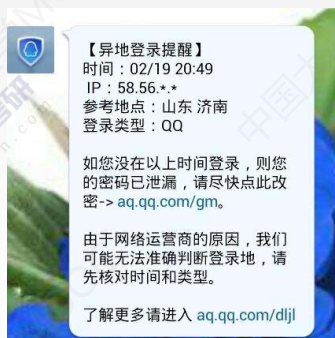 【异地登录提醒】
时间：02/19 20:49
IP：58.56.*.*
参考地点：山东 济南
登录类型：QQ
如您没在以上时间登录，则您
的密码已泄漏，请尽快点此改
密-> aq.qq.com/gm。
由于网络运营商的原因，我们
可能无法准确判断登录地，请
先核对时间和类型。
了解更多请进入 aq.qq.com/dljl